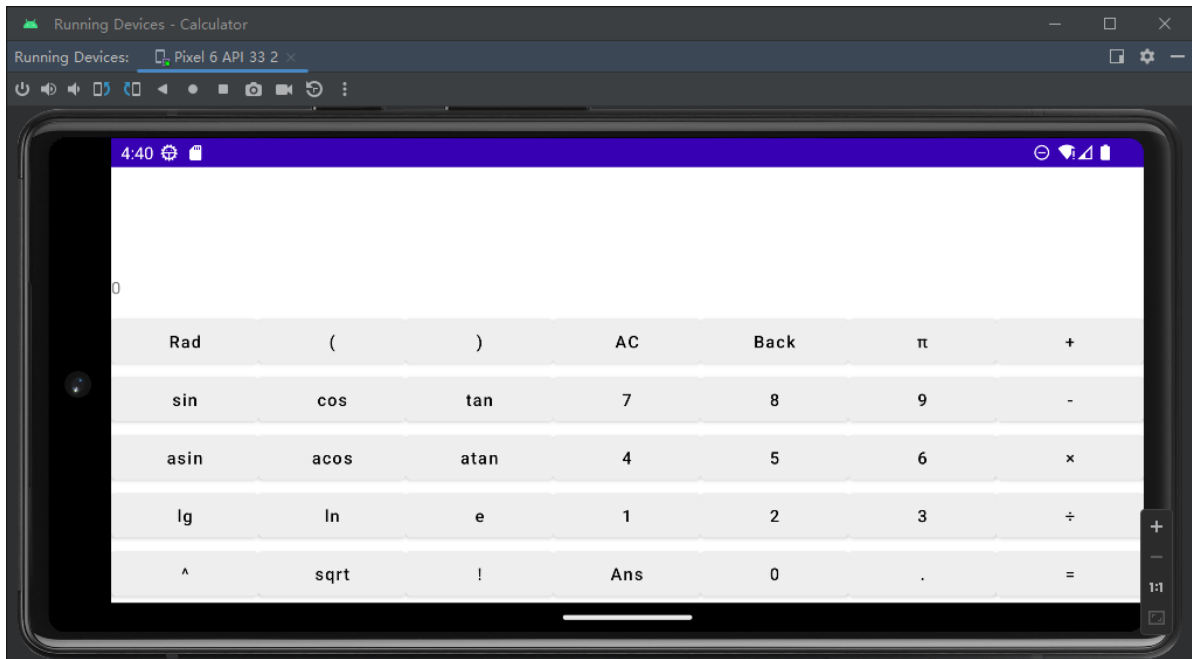 Running Devices - Calculator
Running Devices: Pixel 6 API 33 2
4:40
0
Rad ( ) AC Back π +
sin cos tan 7 8 9 -
asin acos atan 4 5 6 ×
lg ln e 1 2 3 ÷
^ sqrt ! Ans 0 . =
1:1